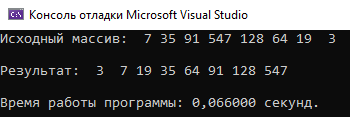 Консоль отладки Microsoft Visual Studio
Исходный массив:  7 35 91 547 128 64 19  3
Результат:  3  7 19 35 64 91 128 547
Время работы программы: 0,066000 секунд.